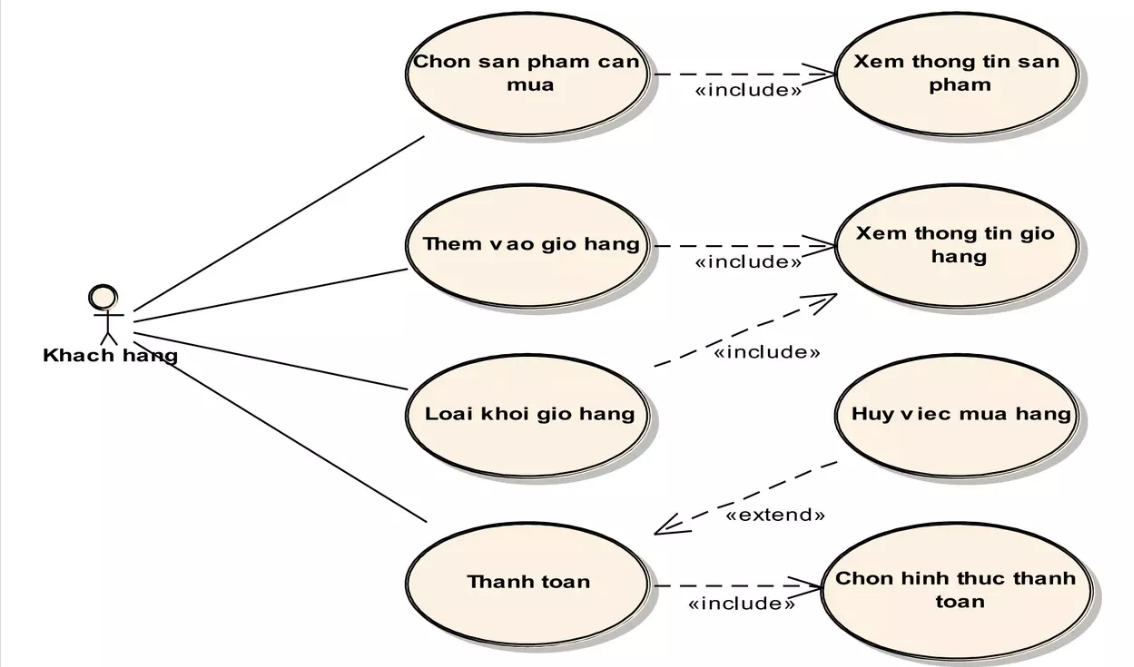 Chon san pham can
mua
«include»
Xem thong tin san
pham
Them vao gio hang
«include»
Xem thong tin gio
hang
Khach hang
«include»
Loai khoi gio hang
Huy viec mua hang
«extend»
Thanh toan
«include»
Chon hinh thuc thanh
toan